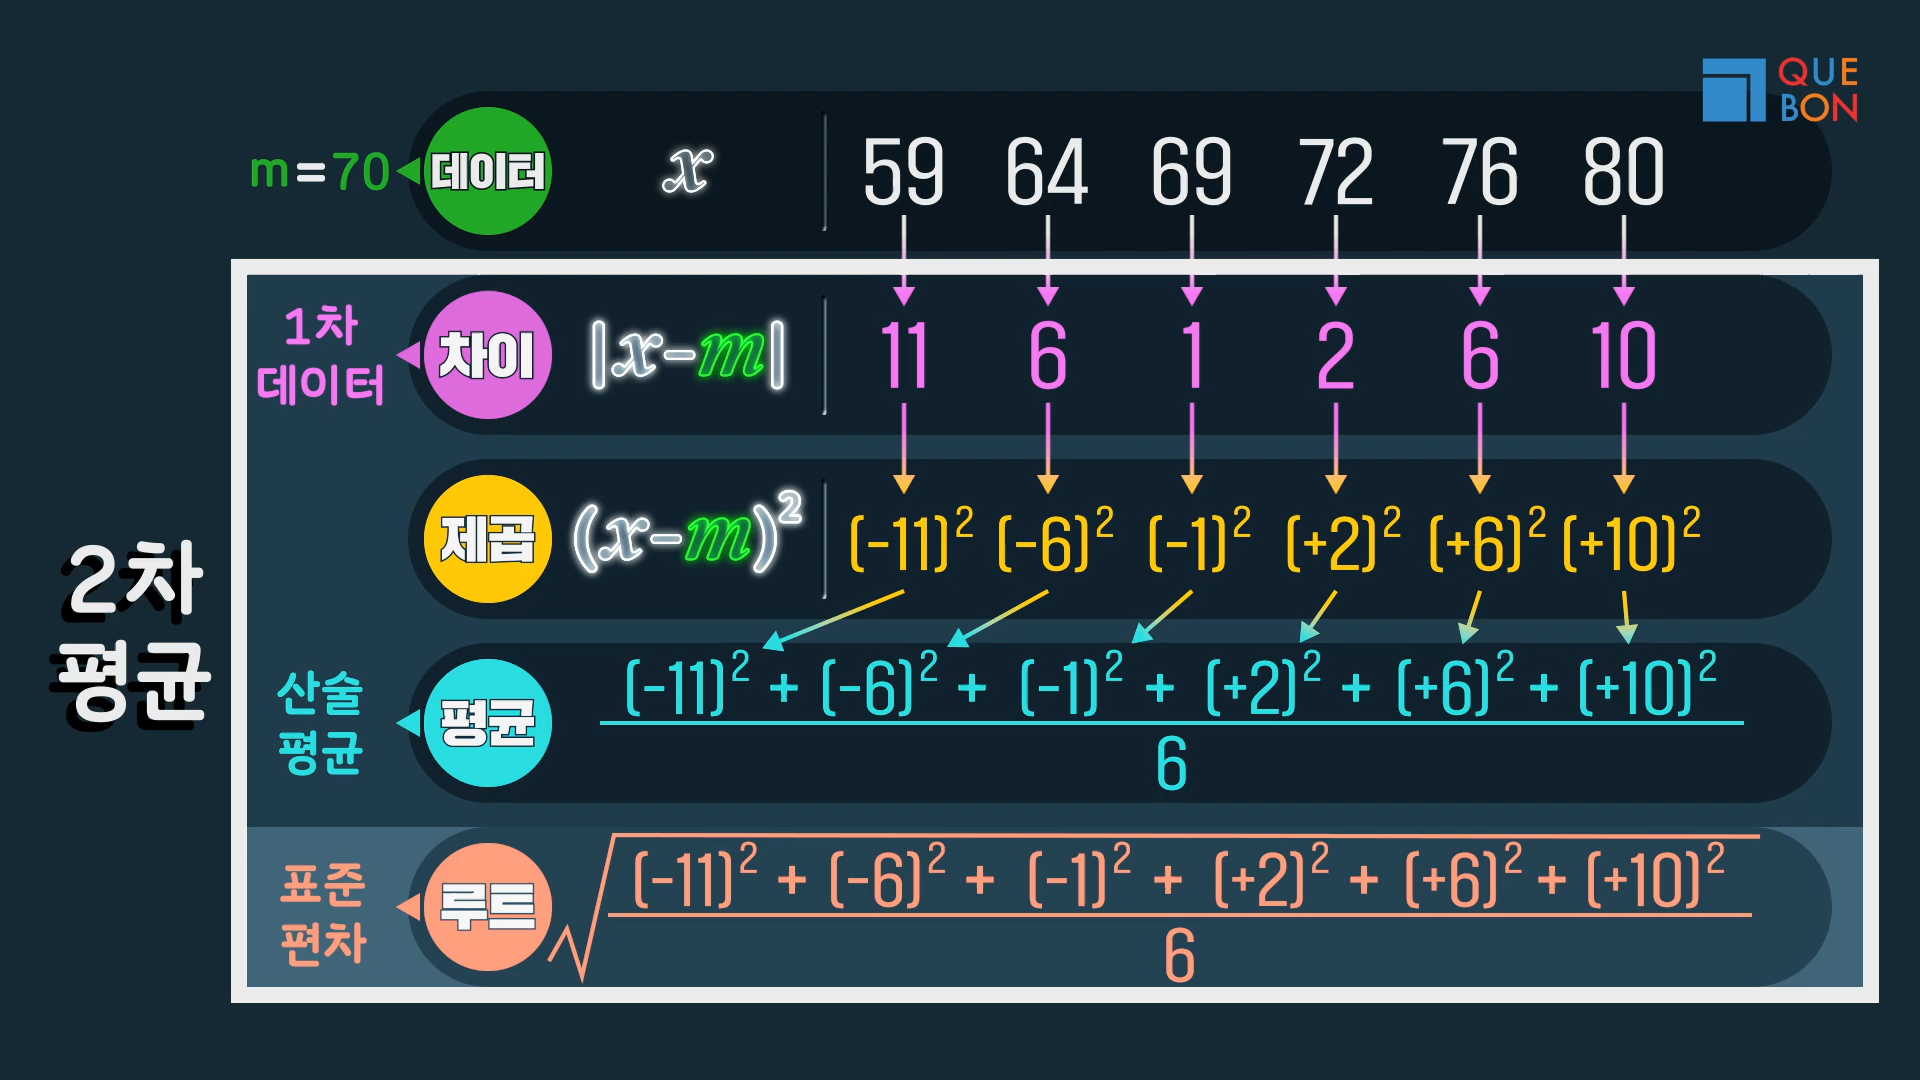 QUE
BON
m=70 데이터 x 59 64 69 72 76 80
1차
데이터
차이 |x-m| 11 6 1 2 6 10
제곱 (x-m)² (-11)² (-6)² (-1)² (+2)² (+6)² (+10)²
2차
평균
산술
평균
평균 (-11)² + (-6)² + (-1)² + (+2)² + (+6)² + (+10)²
6
표준
편차
루트 √ (-11)² + (-6)² + (-1)² + (+2)² + (+6)² + (+10)²
6